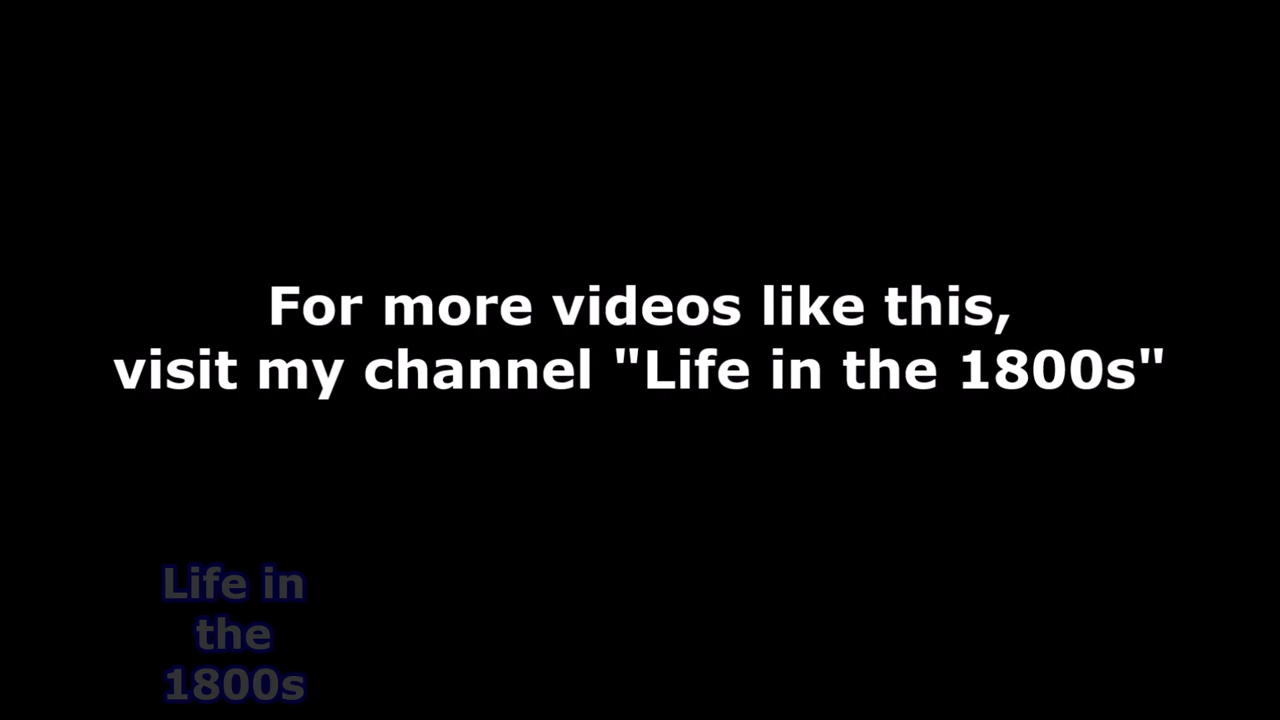 For more videos like this,
visit my channel "Life in the 1800s"
Life in
the
1800s